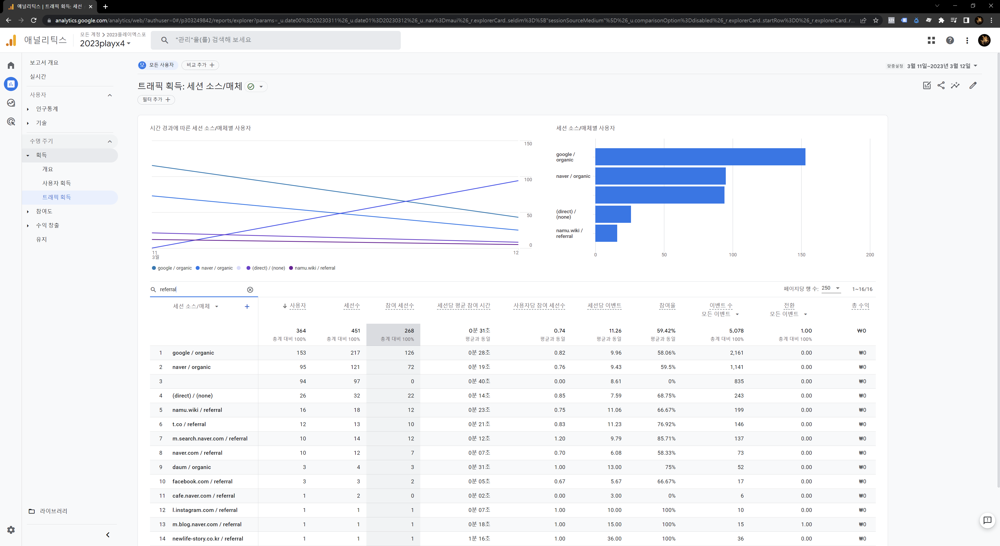 애널리틱스 | 트래픽 획득: 세션
analytics.google.com/analytics/web/?authuser=0#/p303249842/reports/explorer?params=_u.date00%3D20230311%26_u.date01%3D20230312%26_u..nav%3Dmaui%26_r.explorerCard..seldim%3D%5B"sessionSourceMedium"%5D%26_u.comparisonOption%3Ddisabled%26_r.explorerCard..startRow%3D0%26_r.explorerCard..r...
애널리틱스
모든 계정 > 2023플레이엑스포
2023playx4
"관리"을(를) 검색해 보세요
보고서 개요
실시간
사용자
인구통계
기술
수명 주기
획득
개요
사용자 획득
트래픽 획득
참여도
수익 창출
유지
라이브러리
모 모든 사용자
비교 추가 +
맞춤설정 3월 11일~2023년 3월 12일
트래픽 획득: 세션 소스/매체
필터 추가 +
시간 경과에 따른 세션 소스/매체별 사용자
150
100
50
0
11
3월
12
google / organic naver / organic (direct) / (none) namu.wiki / referral
세션 소스/매체별 사용자
google /
organic
naver / organic
(direct) /
(none)
namu.wiki /
referral
0 50 100 150 200
referral
페이지당 행 수: 250 1~16/16
세션 소스/매체 + 사용자 세션수 참여 세션수 세션당 평균 참여 시간 사용자당 참여 세션수 세션당 이벤트 참여율 이벤트 수 전환 총 수익
모든 이벤트 모든 이벤트
364 451 268 0분 31초 0.74 11.26 59.42% 5,078 1.00 ₩0
총계 대비 100% 총계 대비 100% 총계 대비 100% 평균과 동일 평균과 동일 평균과 동일 평균과 동일 총계 대비 100% 총계 대비 100%
1 google / organic 153 217 126 0분 28초 0.82 9.96 58.06% 2,161 0.00 ₩0
2 naver / organic 95 121 72 0분 19초 0.76 9.43 59.5% 1,141 0.00 ₩0
3 94 97 0 0분 40초 0.00 8.61 0% 835 0.00 ₩0
4 (direct) / (none) 26 32 22 0분 14초 0.85 7.59 68.75% 243 0.00 ₩0
5 namu.wiki / referral 16 18 12 0분 23초 0.75 11.06 66.67% 199 0.00 ₩0
6 t.co / referral 12 13 10 0분 21초 0.83 11.23 76.92% 146 0.00 ₩0
7 m.search.naver.com / referral 10 14 12 0분 12초 1.20 9.79 85.71% 137 0.00 ₩0
8 naver.com / referral 10 12 7 0분 07초 0.70 6.08 58.33% 73 0.00 ₩0
9 daum / organic 3 4 3 0분 31초 1.00 13.00 75% 52 0.00 ₩0
10 facebook.com / referral 3 3 2 0분 05초 0.67 5.67 66.67% 17 0.00 ₩0
11 cafe.naver.com / referral 1 2 0 0분 02초 0.00 3.00 0% 6 0.00 ₩0
12 l.instagram.com / referral 1 1 1 0분 07초 1.00 10.00 100% 10 0.00 ₩0
13 m.blog.naver.com / referral 1 1 1 0분 18초 1.00 15.00 100% 15 1.00 ₩0
14 newlife-story.co.kr / referral 1 1 1 1분 16초 1.00 36.00 100% 36 0.00 ₩0